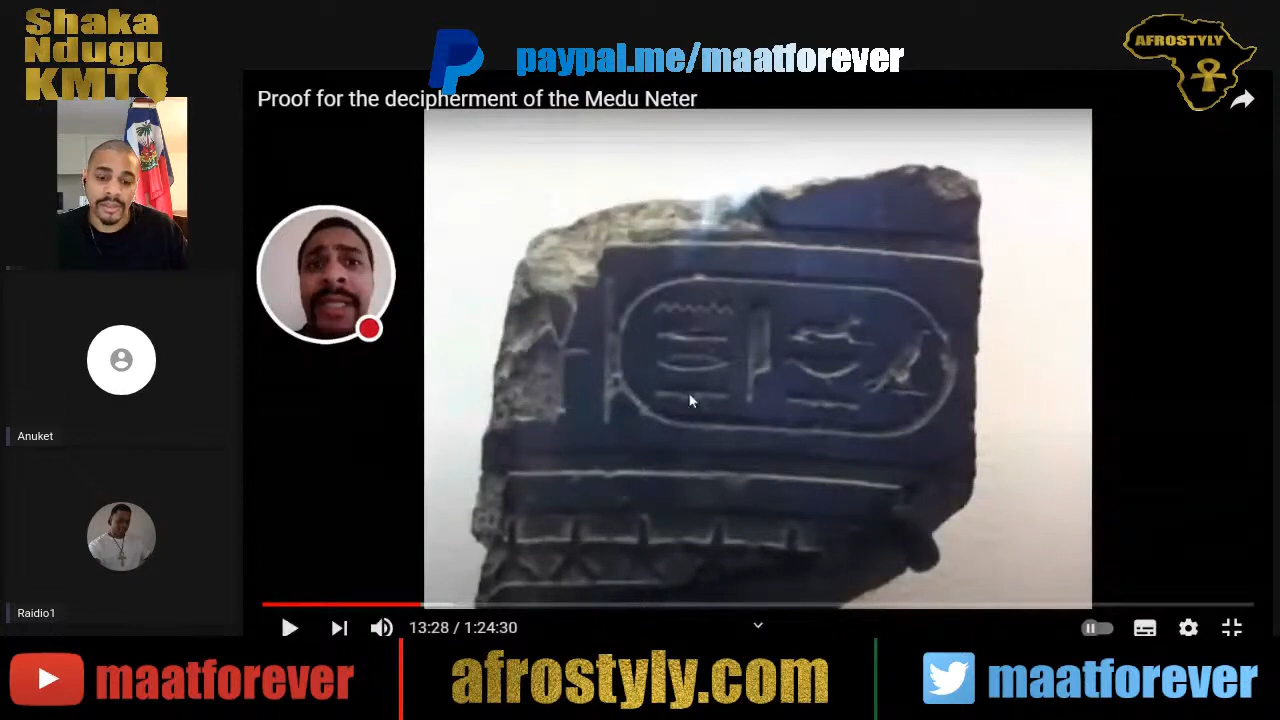 Shaka
Ndugu
KMT
paypal.me/maatforever
AFROSTYLY
Proof for the decipherment of the Medu Neter
Anuket
Raidio1
13:28 / 1:24:30
maatforever
afrostyly.com
maatforever